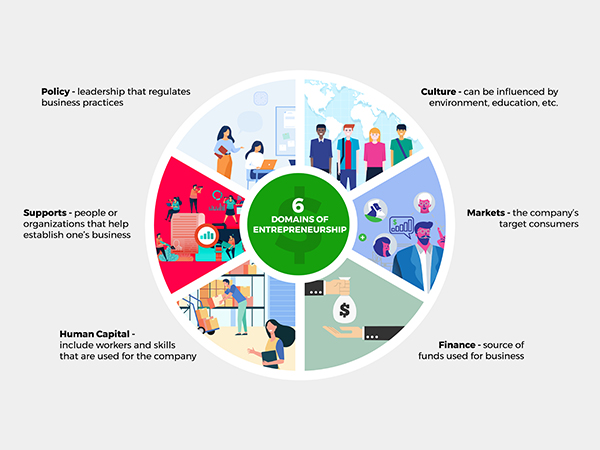 Policy - leadership that regulates
business practices
Culture - can be influenced by
environment, education, etc.
Supports - people or
organizations that help
establish one's business
6
DOMAINS OF
ENTREPRENEURSHIP
Markets - the company's
target consumers
Human Capital -
include workers and skills
that are used for the company
$
Finance - source of
funds used for business